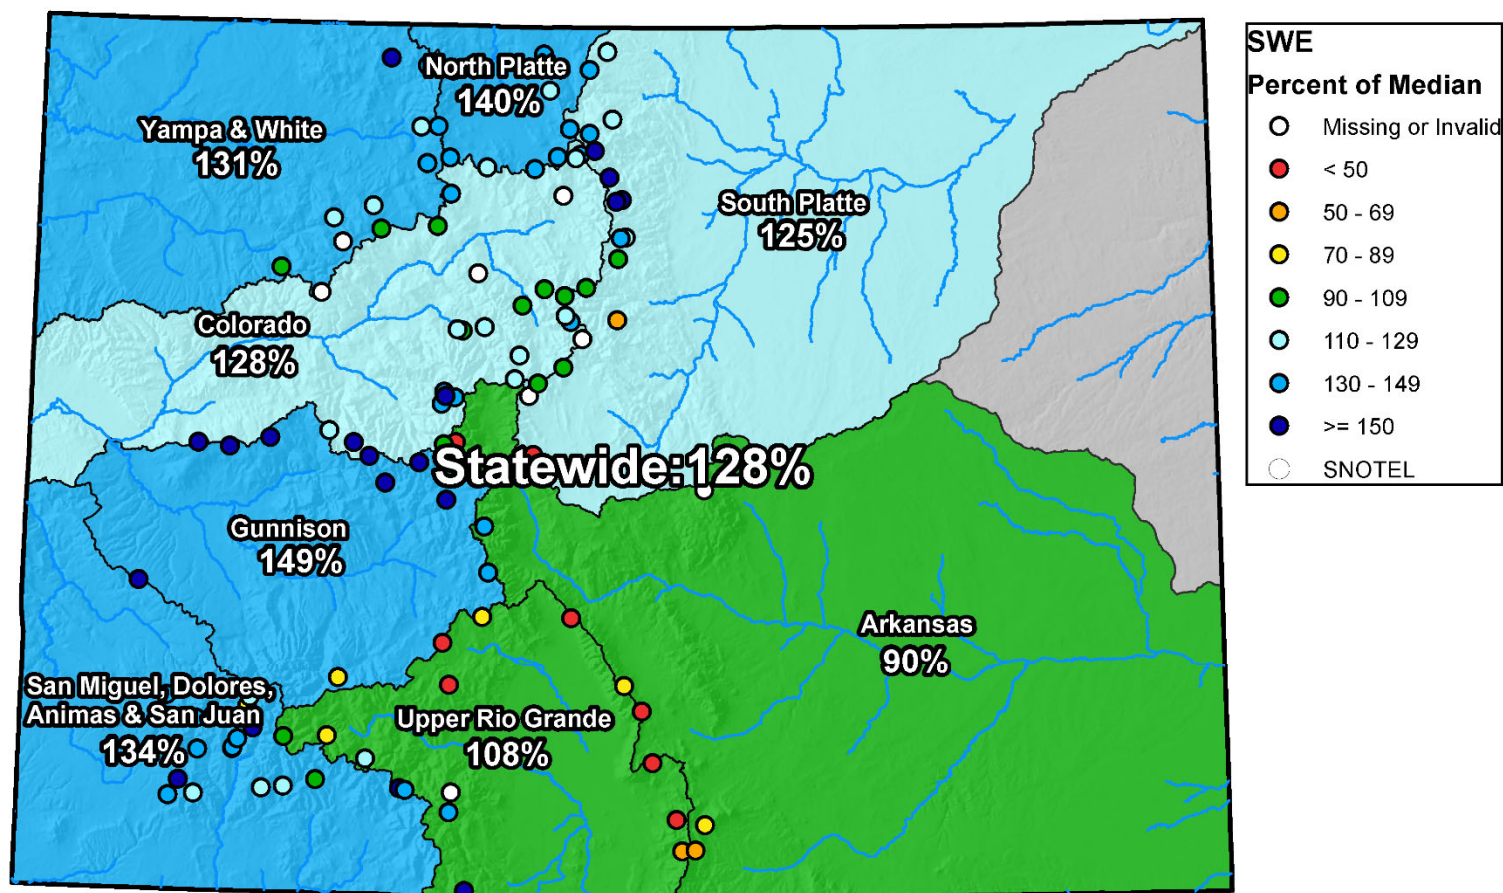 North Platte
140%
Yampa & White
131%
South Platte
125%
Colorado
128%
Statewide:128%
Gunnison
149%
Arkansas
90%
San Miguel, Dolores,
Animas & San Juan
134%
Upper Rio Grande
108%
SWE
Percent of Median
Missing or Invalid
< 50
50 - 69
70 - 89
90 - 109
110 - 129
130 - 149
>= 150
SNOTEL